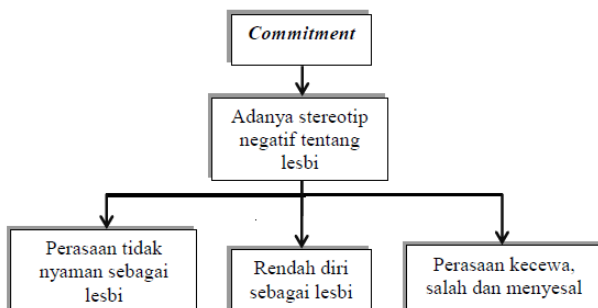 Commitment
Adanya stereotip
negatif tentang
lesbi
Perasaan tidak
nyaman sebagai
lesbi
Rendah diri
sebagai lesbi
Perasaan kecewa,
salah dan menyesal